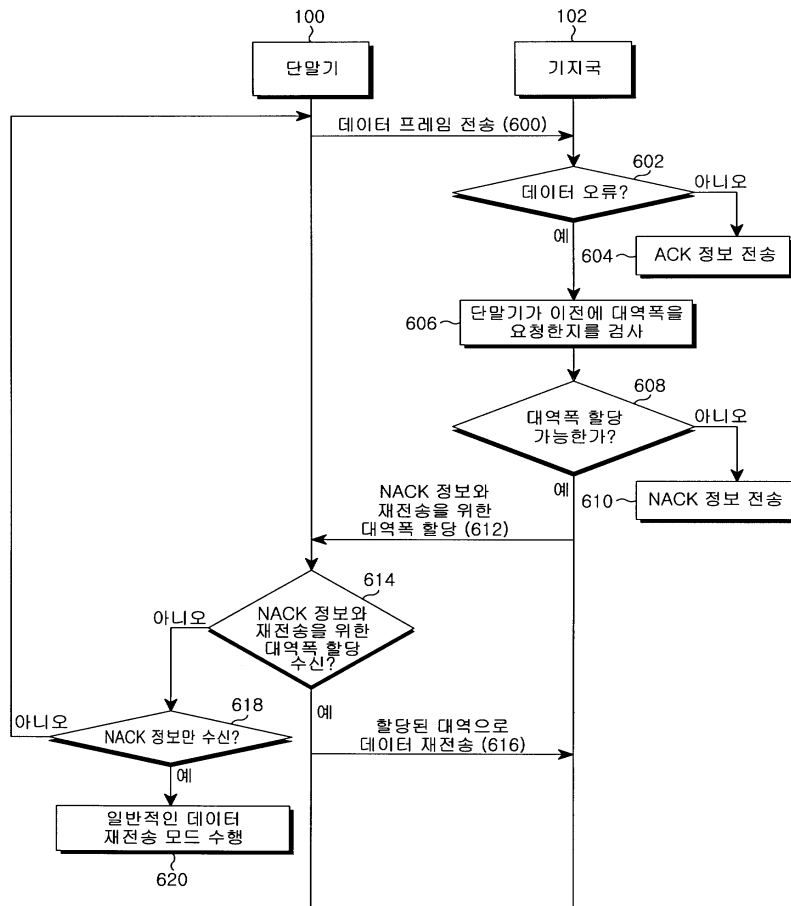 100
102
단말기
기지국
데이터 프레임 전송 (600)
602
데이터 오류?
아니오
예
604
ACK 정보 전송
606
단말기가 이전에 대역폭을
요청한지를 검사
608
대역폭 할당
가능한가?
아니오
예
610
NACK 정보 전송
NACK 정보와
재전송을 위한
대역폭 할당 (612)
614
아니오
NACK 정보와
재전송을 위한
대역폭 할당
수신?
예
618
아니오
NACK 정보만 수신?
예
할당된 대역으로
데이터 재전송 (616)
일반적인 데이터
재전송 모드 수행
620